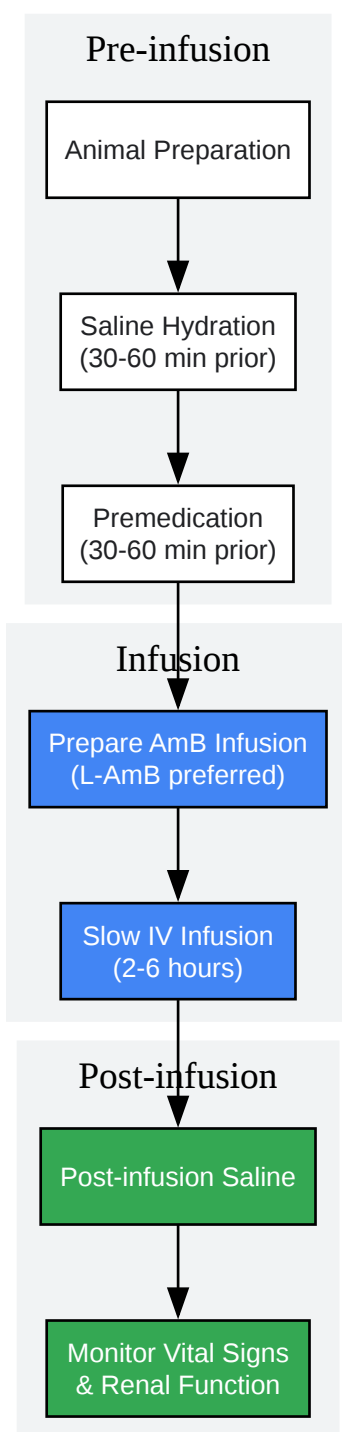 Pre-infusion
Animal Preparation
Saline Hydration
(30-60 min prior)
Premedication
(30-60 min prior)
Infusion
Prepare AmB Infusion
(L-AmB preferred)
Slow IV Infusion
(2-6 hours)
Post-infusion
Post-infusion Saline
Monitor Vital Signs
& Renal Function